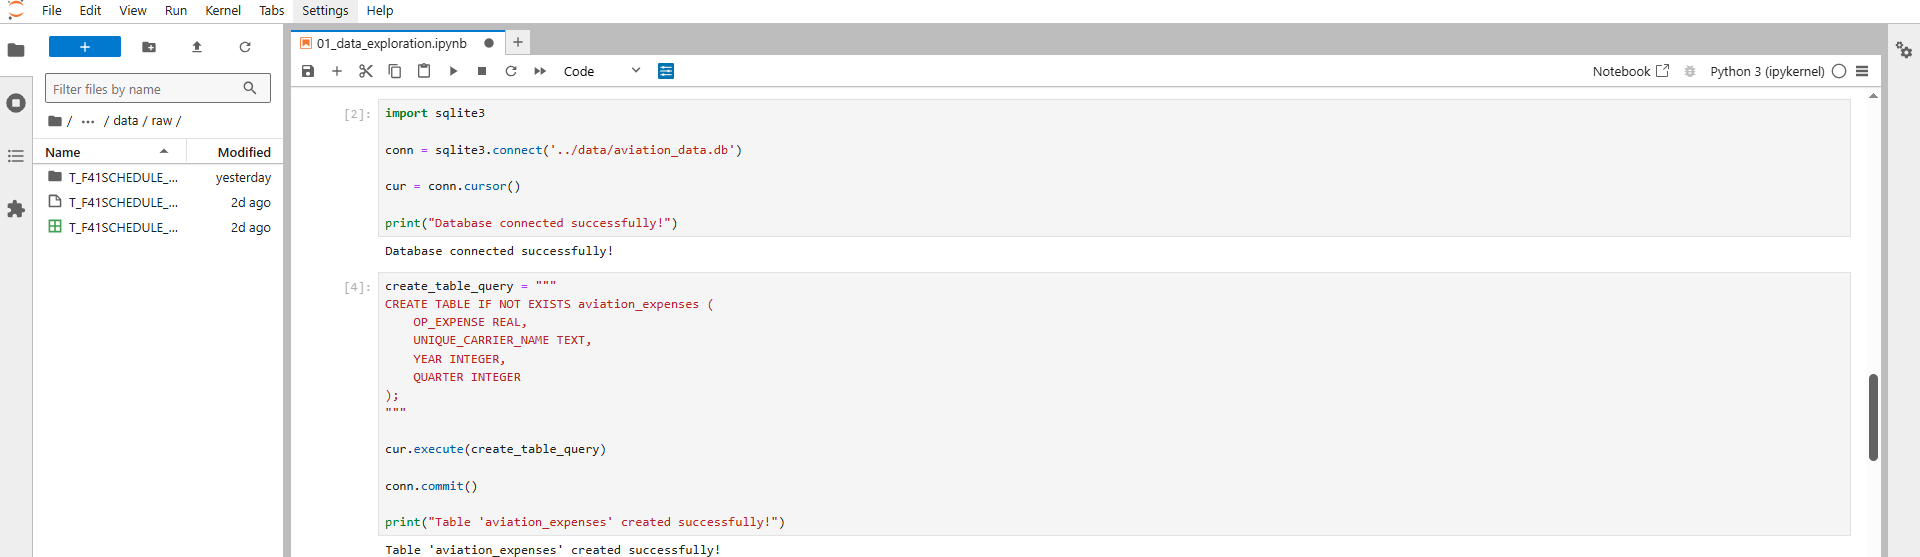 File Edit View Run Kernel Tabs Settings Help
Filter files by name
/ ... / data / raw /
Name Modified
T_F41SCHEDULE_... yesterday
T_F41SCHEDULE_... 2d ago
T_F41SCHEDULE_... 2d ago
01_data_exploration.ipynb
Code
Notebook
Python 3 (ipykernel)
[2]:
import sqlite3
conn = sqlite3.connect('../data/aviation_data.db')
cur = conn.cursor()
print("Database connected successfully!")
Database connected successfully!
[4]:
create_table_query = """
CREATE TABLE IF NOT EXISTS aviation_expenses (
    OP_EXPENSE REAL,
    UNIQUE_CARRIER_NAME TEXT,
    YEAR INTEGER,
    QUARTER INTEGER
);
"""
cur.execute(create_table_query)
conn.commit()
print("Table 'aviation_expenses' created successfully!")
Table 'aviation_expenses' created successfully!